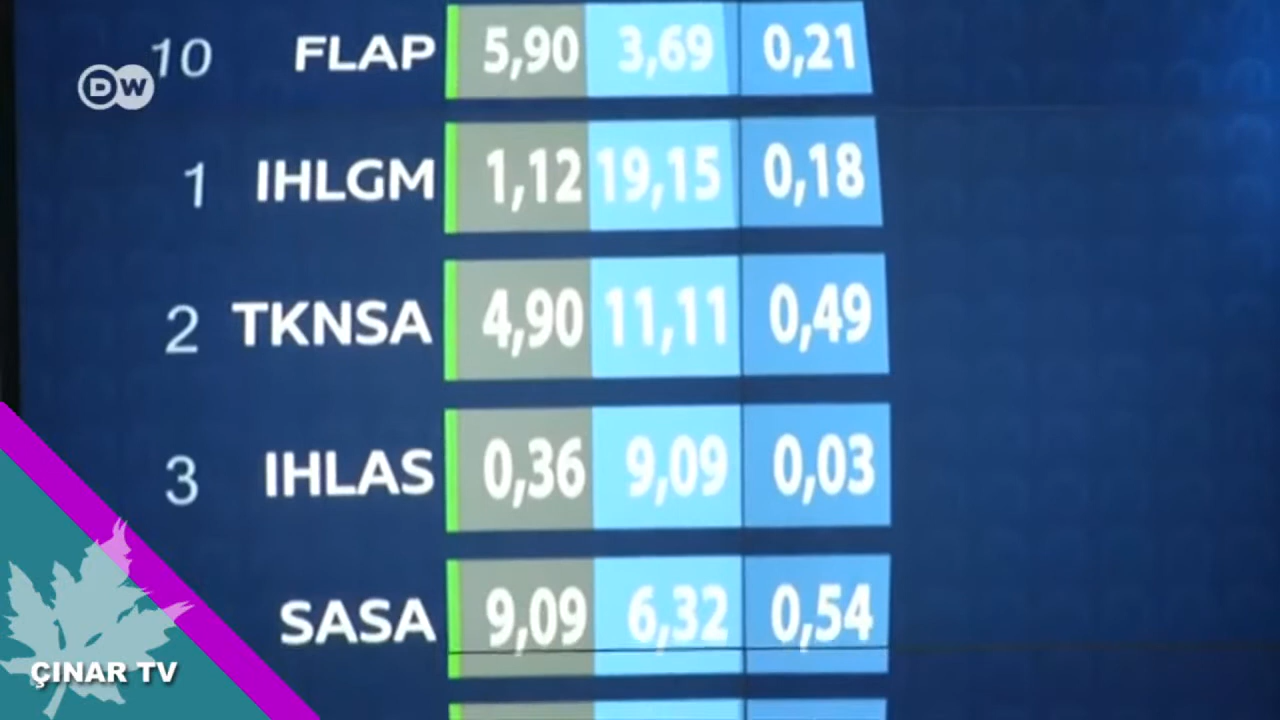 DW
10 FLAP 5,90 3,69 0,21
1 IHLGM 1,12 19,15 0,18
2 TKNSA 4,90 11,11 0,49
3 IHLAS 0,36 9,09 0,03
SASA 9,09 6,32 0,54
ÇINAR TV